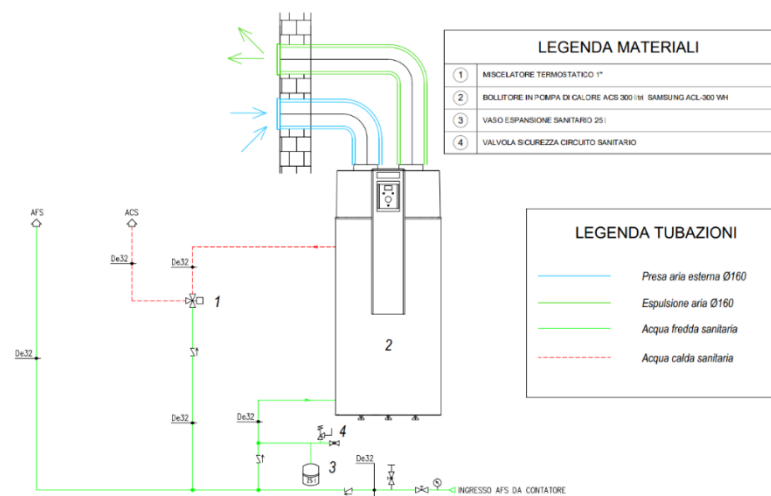 LEGENDA MATERIALI
1 MISCELATORE TERMOSTATICO 1"
2 BOLLITORE IN POMPA DI CALORE ACS 300 litri SAMSUNG ACL-300 WH
3 VASO ESPANSIONE SANITARIO 25 l
4 VALVOLA SICUREZZA CIRCUITO SANITARIO
AFS
ACS
LEGENDA TUBAZIONI
De32
De32
Presa aria esterna Ø160
1
Espulsione aria Ø160
Acqua fredda sanitaria
De32
2
Acqua calda sanitaria
De32
De32
4
3
De32
25 l
INGRESSO AFS DA CONTATORE